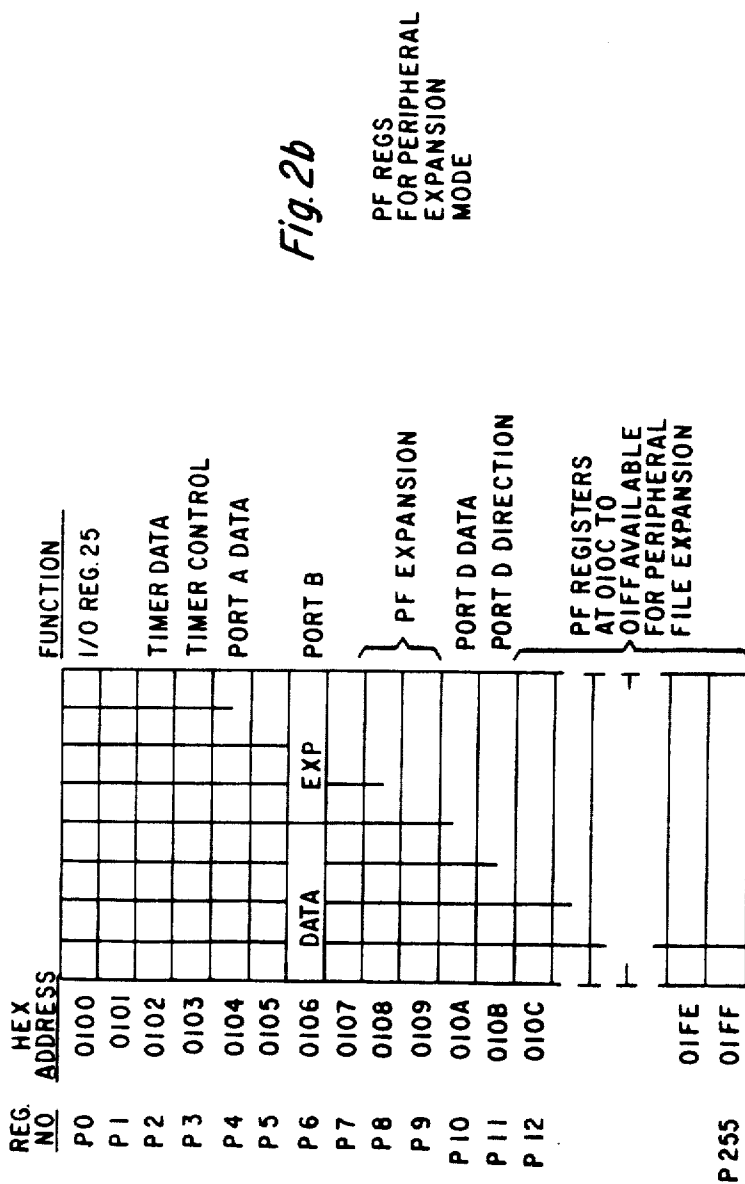 REG. NO
HEX ADDRESS
FUNCTION
P0 0100 I/O REG. 25
P1 0101
P2 0102 TIMER DATA
P3 0103 TIMER CONTROL
P4 0104 PORT A DATA
P5 0105
P6 0106 DATA EXP PORT B
P7 0107
P8 0108
P9 0109
PF EXPANSION
P10 010A PORT D DATA
P11 010B PORT D DIRECTION
P12 010C
PF REGISTERS
AT 010C TO
01FF AVAILABLE
FOR PERIPHERAL
FILE EXPANSION
01FE
P255 01FF
Fig. 2b
PF REGS
FOR PERIPHERAL
EXPANSION
MODE